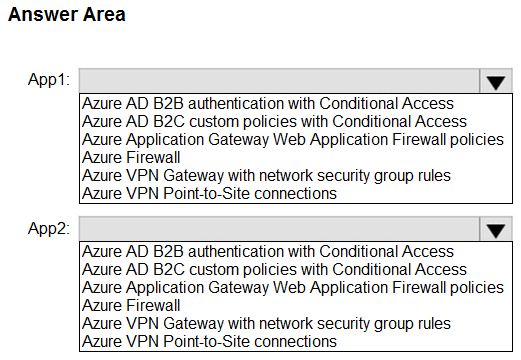 Answer Area
App1:
Azure AD B2B authentication with Conditional Access
Azure AD B2C custom policies with Conditional Access
Azure Application Gateway Web Application Firewall policies
Azure Firewall
Azure VPN Gateway with network security group rules
Azure VPN Point-to-Site connections
App2:
Azure AD B2B authentication with Conditional Access
Azure AD B2C custom policies with Conditional Access
Azure Application Gateway Web Application Firewall policies
Azure Firewall
Azure VPN Gateway with network security group rules
Azure VPN Point-to-Site connections